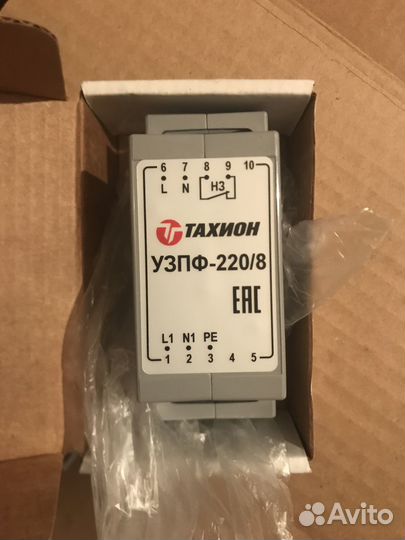 6 7 8 9 10
L N НЗ
ТАХИОН
УЗПФ-220/8
EAC
L1 N1 PE
1 2 3 4 5
Avito